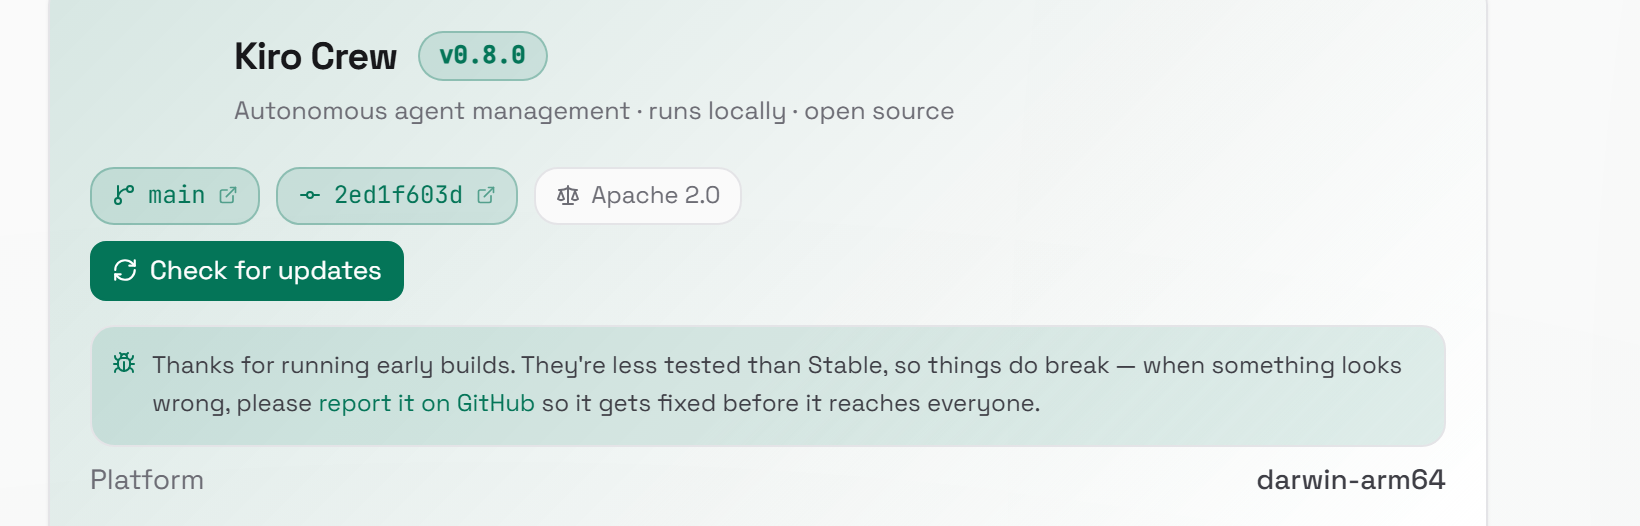 Kiro Crew v0.8.0
Autonomous agent management · runs locally · open source
main 2ed1f603d Apache 2.0
Check for updates
Thanks for running early builds. They're less tested than Stable, so things do break — when something looks
wrong, please report it on GitHub so it gets fixed before it reaches everyone.
Platform darwin-arm64